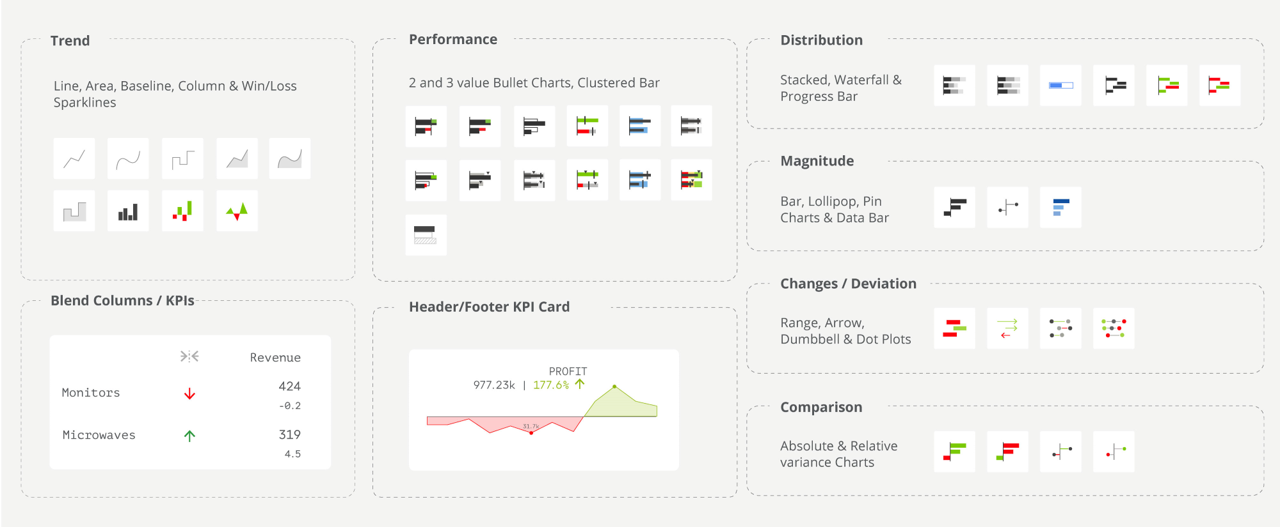 Trend
Line, Area, Baseline, Column & Win/Loss
Sparklines
Blend Columns / KPIs
Revenue
Monitors
424
-0.2
Microwaves
319
4.5
Performance
2 and 3 value Bullet Charts, Clustered Bar
Header/Footer KPI Card
PROFIT
977.23k | 177.6%
31.7k
Distribution
Stacked, Waterfall &
Progress Bar
Magnitude
Bar, Lollipop, Pin
Charts & Data Bar
Changes / Deviation
Range, Arrow,
Dumbbell & Dot Plots
Comparison
Absolute & Relative
variance Charts